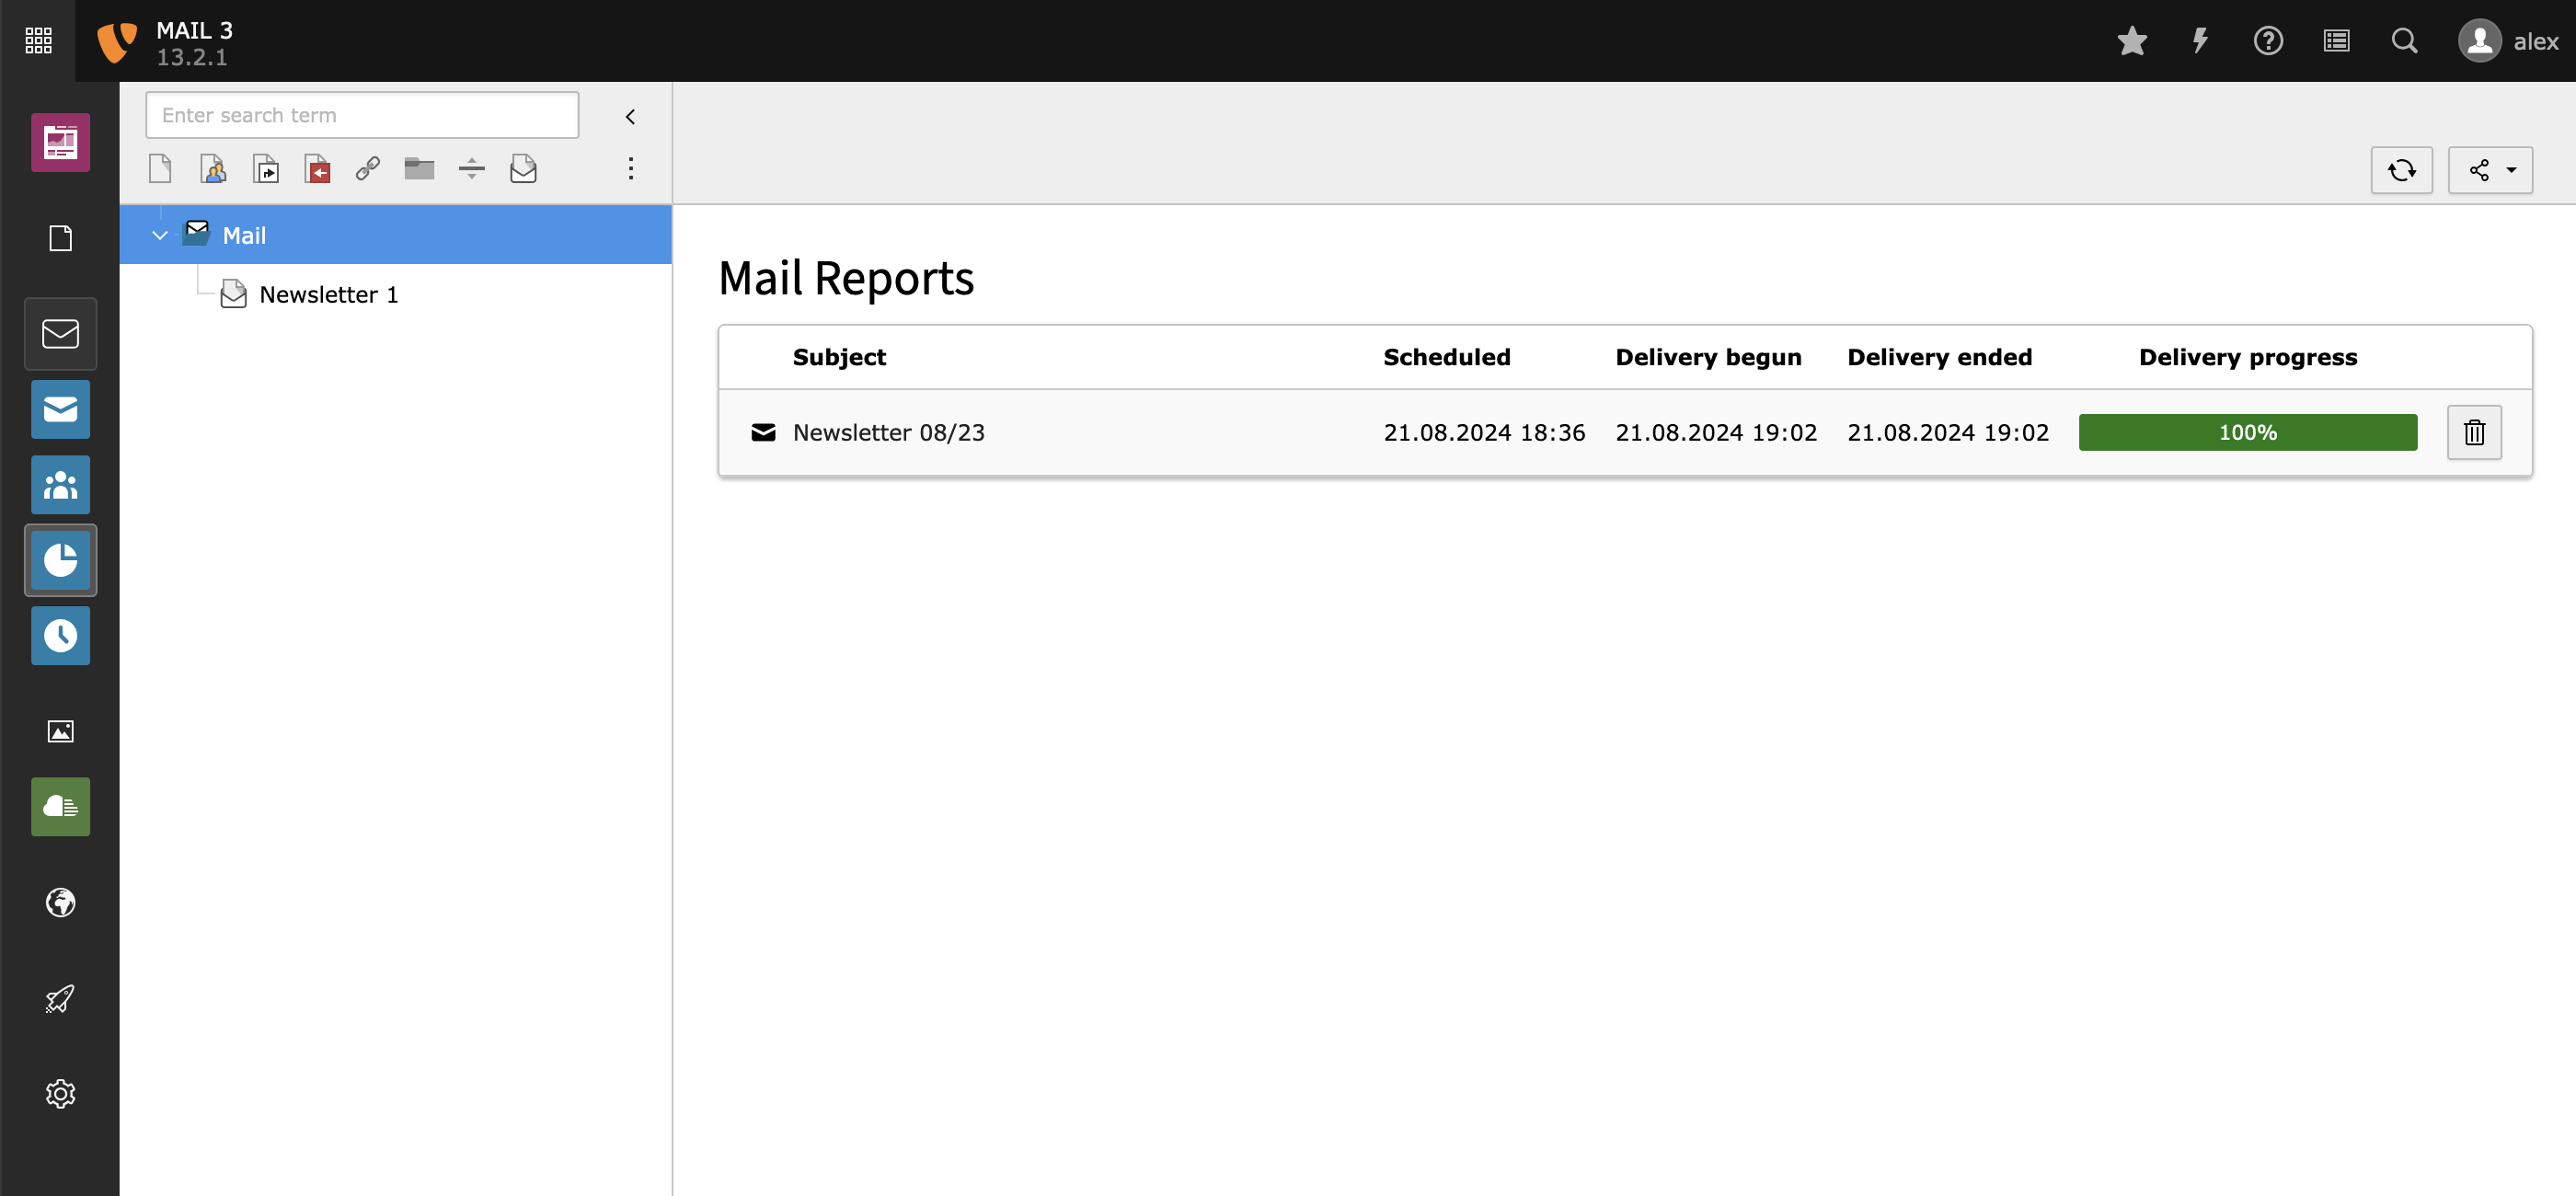 MAIL 3
13.2.1
alex
Enter search term
Mail
Newsletter 1
Mail Reports
Subject Scheduled Delivery begun Delivery ended Delivery progress
Newsletter 08/23 21.08.2024 18:36 21.08.2024 19:02 21.08.2024 19:02 100%